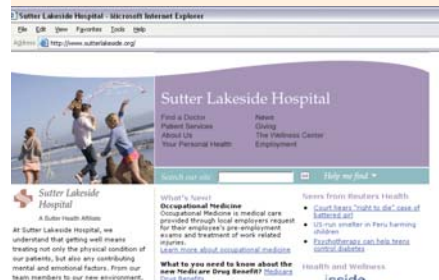 Sutter Lakeside Hospital - Microsoft Internet Explorer
File Edit View Favorites Tools Help
Address http://www.sutterlakeside.org/
Sutter Lakeside Hospital
Find a Doctor
Patient Services
About Us
Your Personal Health
News
Giving
The Wellness Center
Employment
Search our site
Help me find
Sutter Lakeside
Hospital
A Sutter Health Affiliate
At Sutter Lakeside Hospital, we
understand that getting well means
treating not only the physical condition of
our patients, but also any contributing
mental and emotional factors. From our
team members to our new environment,
What's New?
Occupational Medicine
Occupational Medicine is medical care
provided through local employers request
for their employee's pre-employment
exams and treatment of work related
injuries.
Learn more about occupational medicine
What to you need to know about the
new Medicare Drug Benefit? Medicare
Drug Benefits
News from Reuters Health
Court hears "right to die" case of
battered girl
US-run smelter in Peru harming
children
Psychotherapy can help teens
control diabetes
Health and Wellness
inside